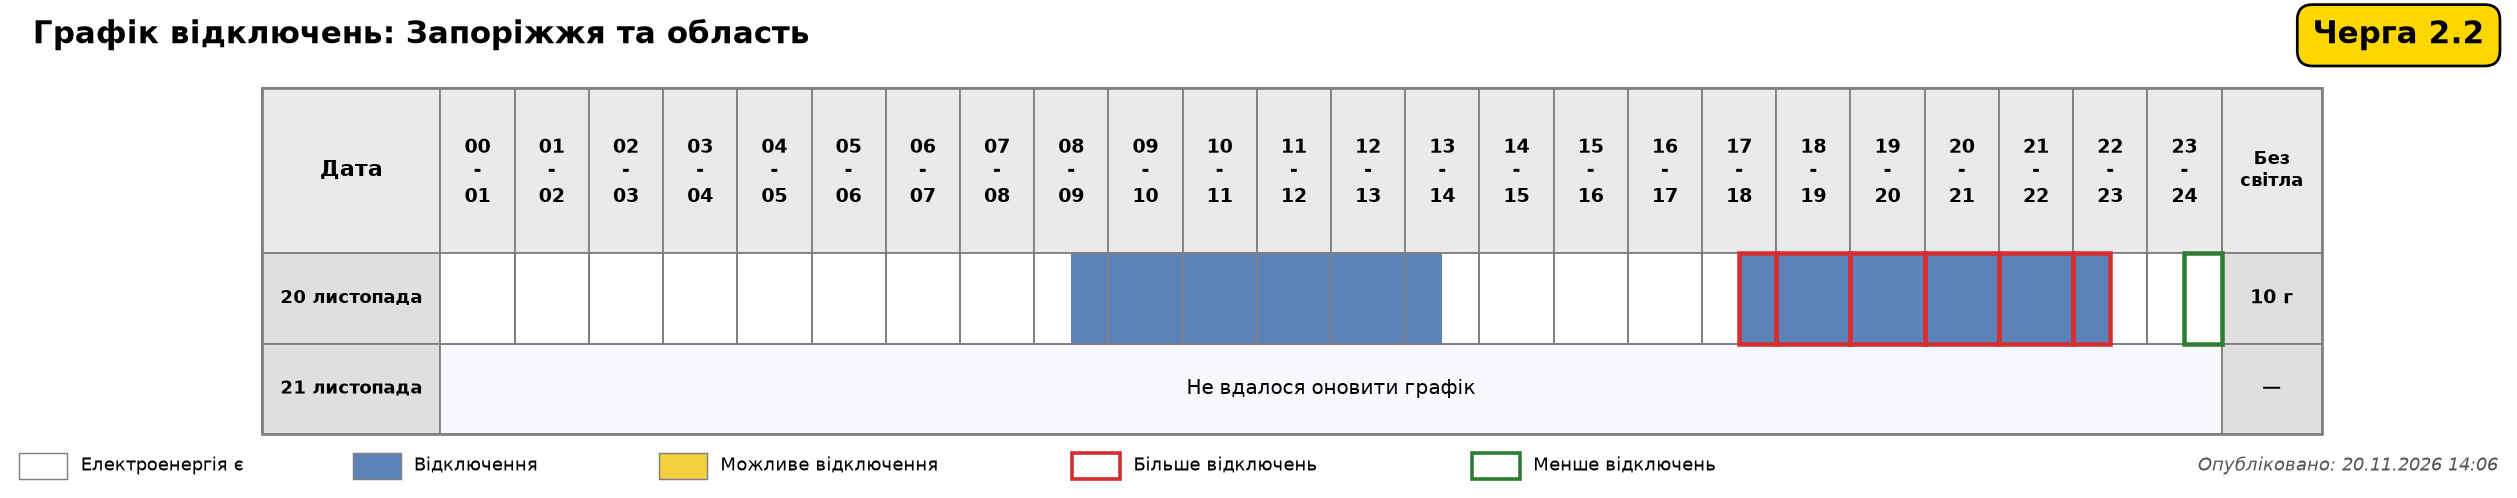 Графік відключень: Запоріжжя та область
Черга 2.2
Дата
00 - 01
01 - 02
02 - 03
03 - 04
04 - 05
05 - 06
06 - 07
07 - 08
08 - 09
09 - 10
10 - 11
11 - 12
12 - 13
13 - 14
14 - 15
15 - 16
16 - 17
17 - 18
18 - 19
19 - 20
20 - 21
21 - 22
22 - 23
23 - 24
Без
світла
20 листопада
10 г
21 листопада
Не вдалося оновити графік
—
Електроенергія є
Відключення
Можливе відключення
Більше відключень
Менше відключень
Опубліковано: 20.11.2026 14:06